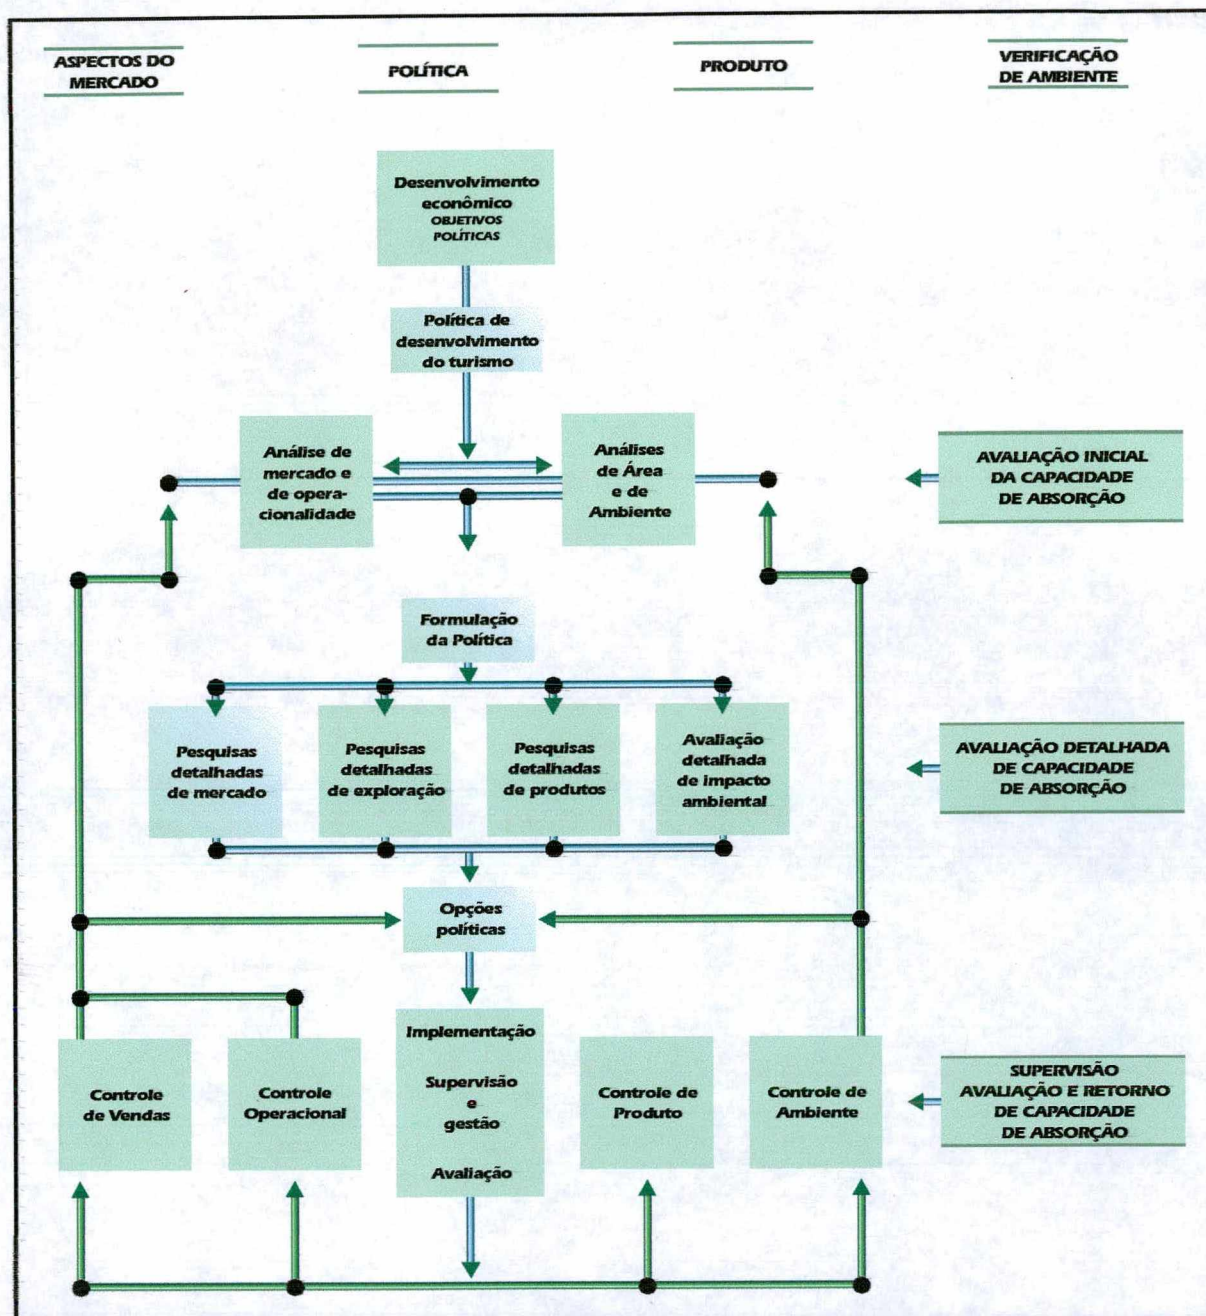 ASPECTOS DO
MERCADO
POLÍTICA
PRODUTO
VERIFICAÇÃO
DE AMBIENTE
Desenvolvimento
econômico
OBJETIVOS
POLÍTICAS
Política de
desenvolvimento
do turismo
Análise de
mercado e
de opera-
cionalidade
Análises
de Área
e de
Ambiente
AVALIAÇÃO INICIAL
DA CAPACIDADE
DE ABSORÇÃO
Formulação
da Política
Pesquisas
detalhadas
de mercado
Pesquisas
detalhadas
de exploração
Pesquisas
detalhadas
de produtos
Avaliação
detalhada
de impacto
ambiental
AVALIAÇÃO DETALHADA
DE CAPACIDADE
DE ABSORÇÃO
Opções
políticas
Controle
de Vendas
Controle
Operacional
Implementação
Supervisão
e
gestão
Avaliação
Controle de
Produto
Controle de
Ambiente
SUPERVISÃO
AVALIAÇÃO E RETORNO
DE CAPACIDADE
DE ABSORÇÃO